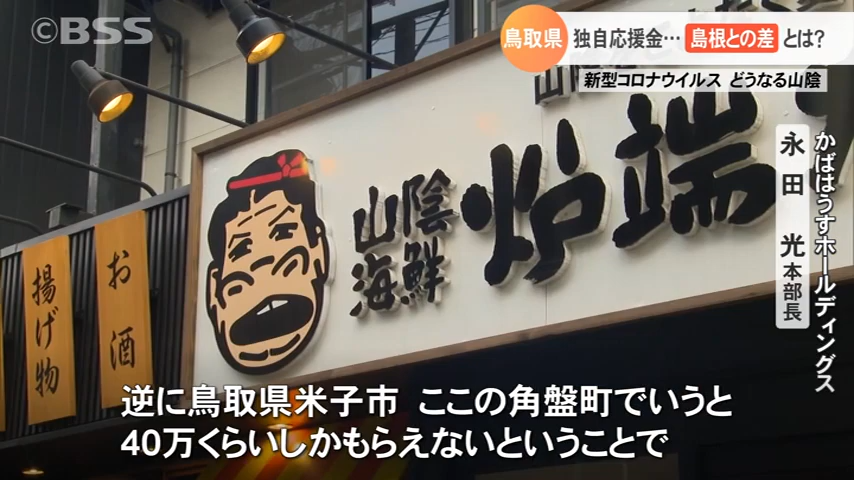 ©BSS
鳥取県 独自応援金… 島根との差 とは?
新型コロナウイルス どうなる山陰
かばはうすホールディングス
永田 光 本部長
山陰
海鮮
炉端
お酒
揚げ物
逆に鳥取県米子市 ここの角盤町でいうと
40万くらいしかもらえないということで